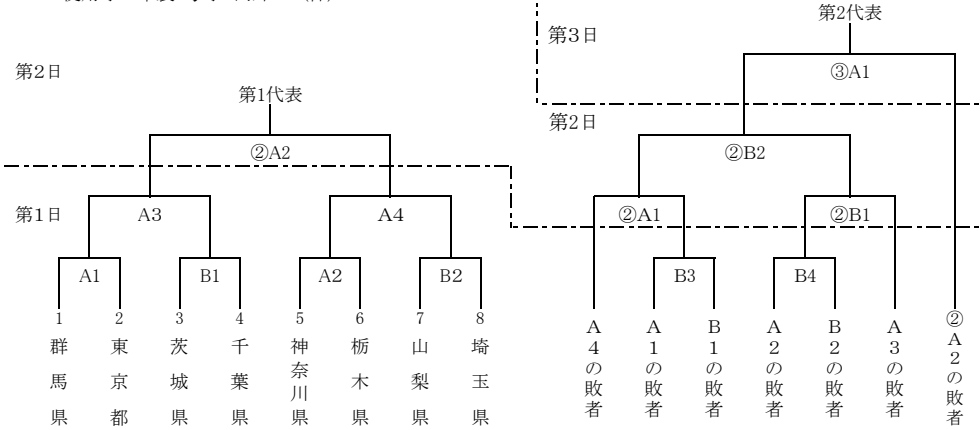 第2代表
第3日
③A1
第2日
第1代表
第2日
②A2
②B2
第1日
A3
A4
②A1
②B1
A1
B1
A2
B2
B3
B4
1
2
3
4
5
6
7
8
群馬県
東京都
茨城県
千葉県
神奈川県
栃木県
山梨県
埼玉県
A4の敗者
A1の敗者
B1の敗者
A2の敗者
B2の敗者
A3の敗者
②A2の敗者